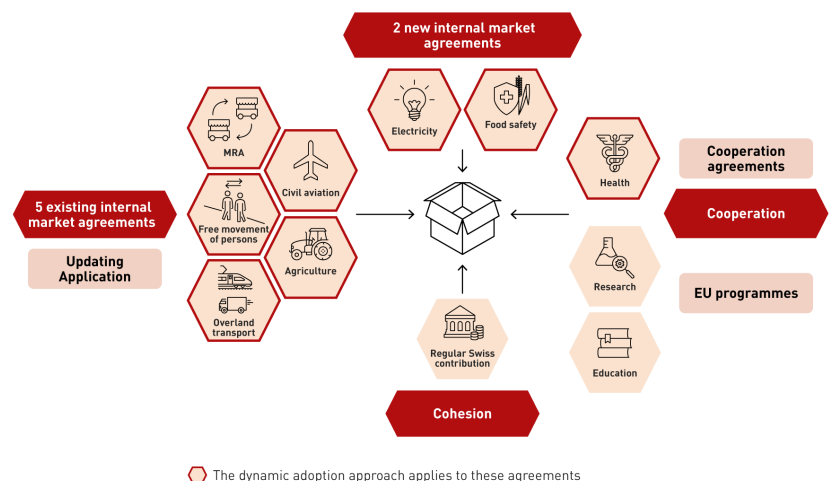 2 new internal market
agreements
Electricity
Food safety
MRA
Civil aviation
Free movement
of persons
Agriculture
Overland
transport
5 existing internal
market agreements
Updating
Application
Health
Cooperation
agreements
Cooperation
Research
EU programmes
Education
Regular Swiss
contribution
Cohesion
The dynamic adoption approach applies to these agreements